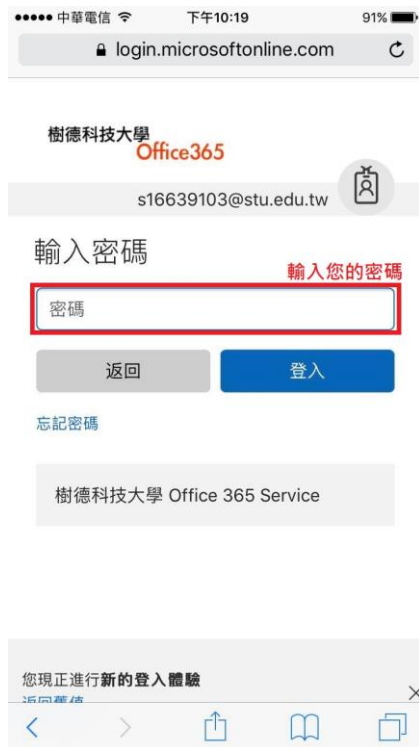 中華電信 下午10:19 91%
login.microsoftonline.com
樹德科技大學
Office365
s16639103@stu.edu.tw
輸入密碼
輸入您的密碼
密碼
返回 登入
忘記密碼
樹德科技大學 Office 365 Service
您現正進行新的登入體驗